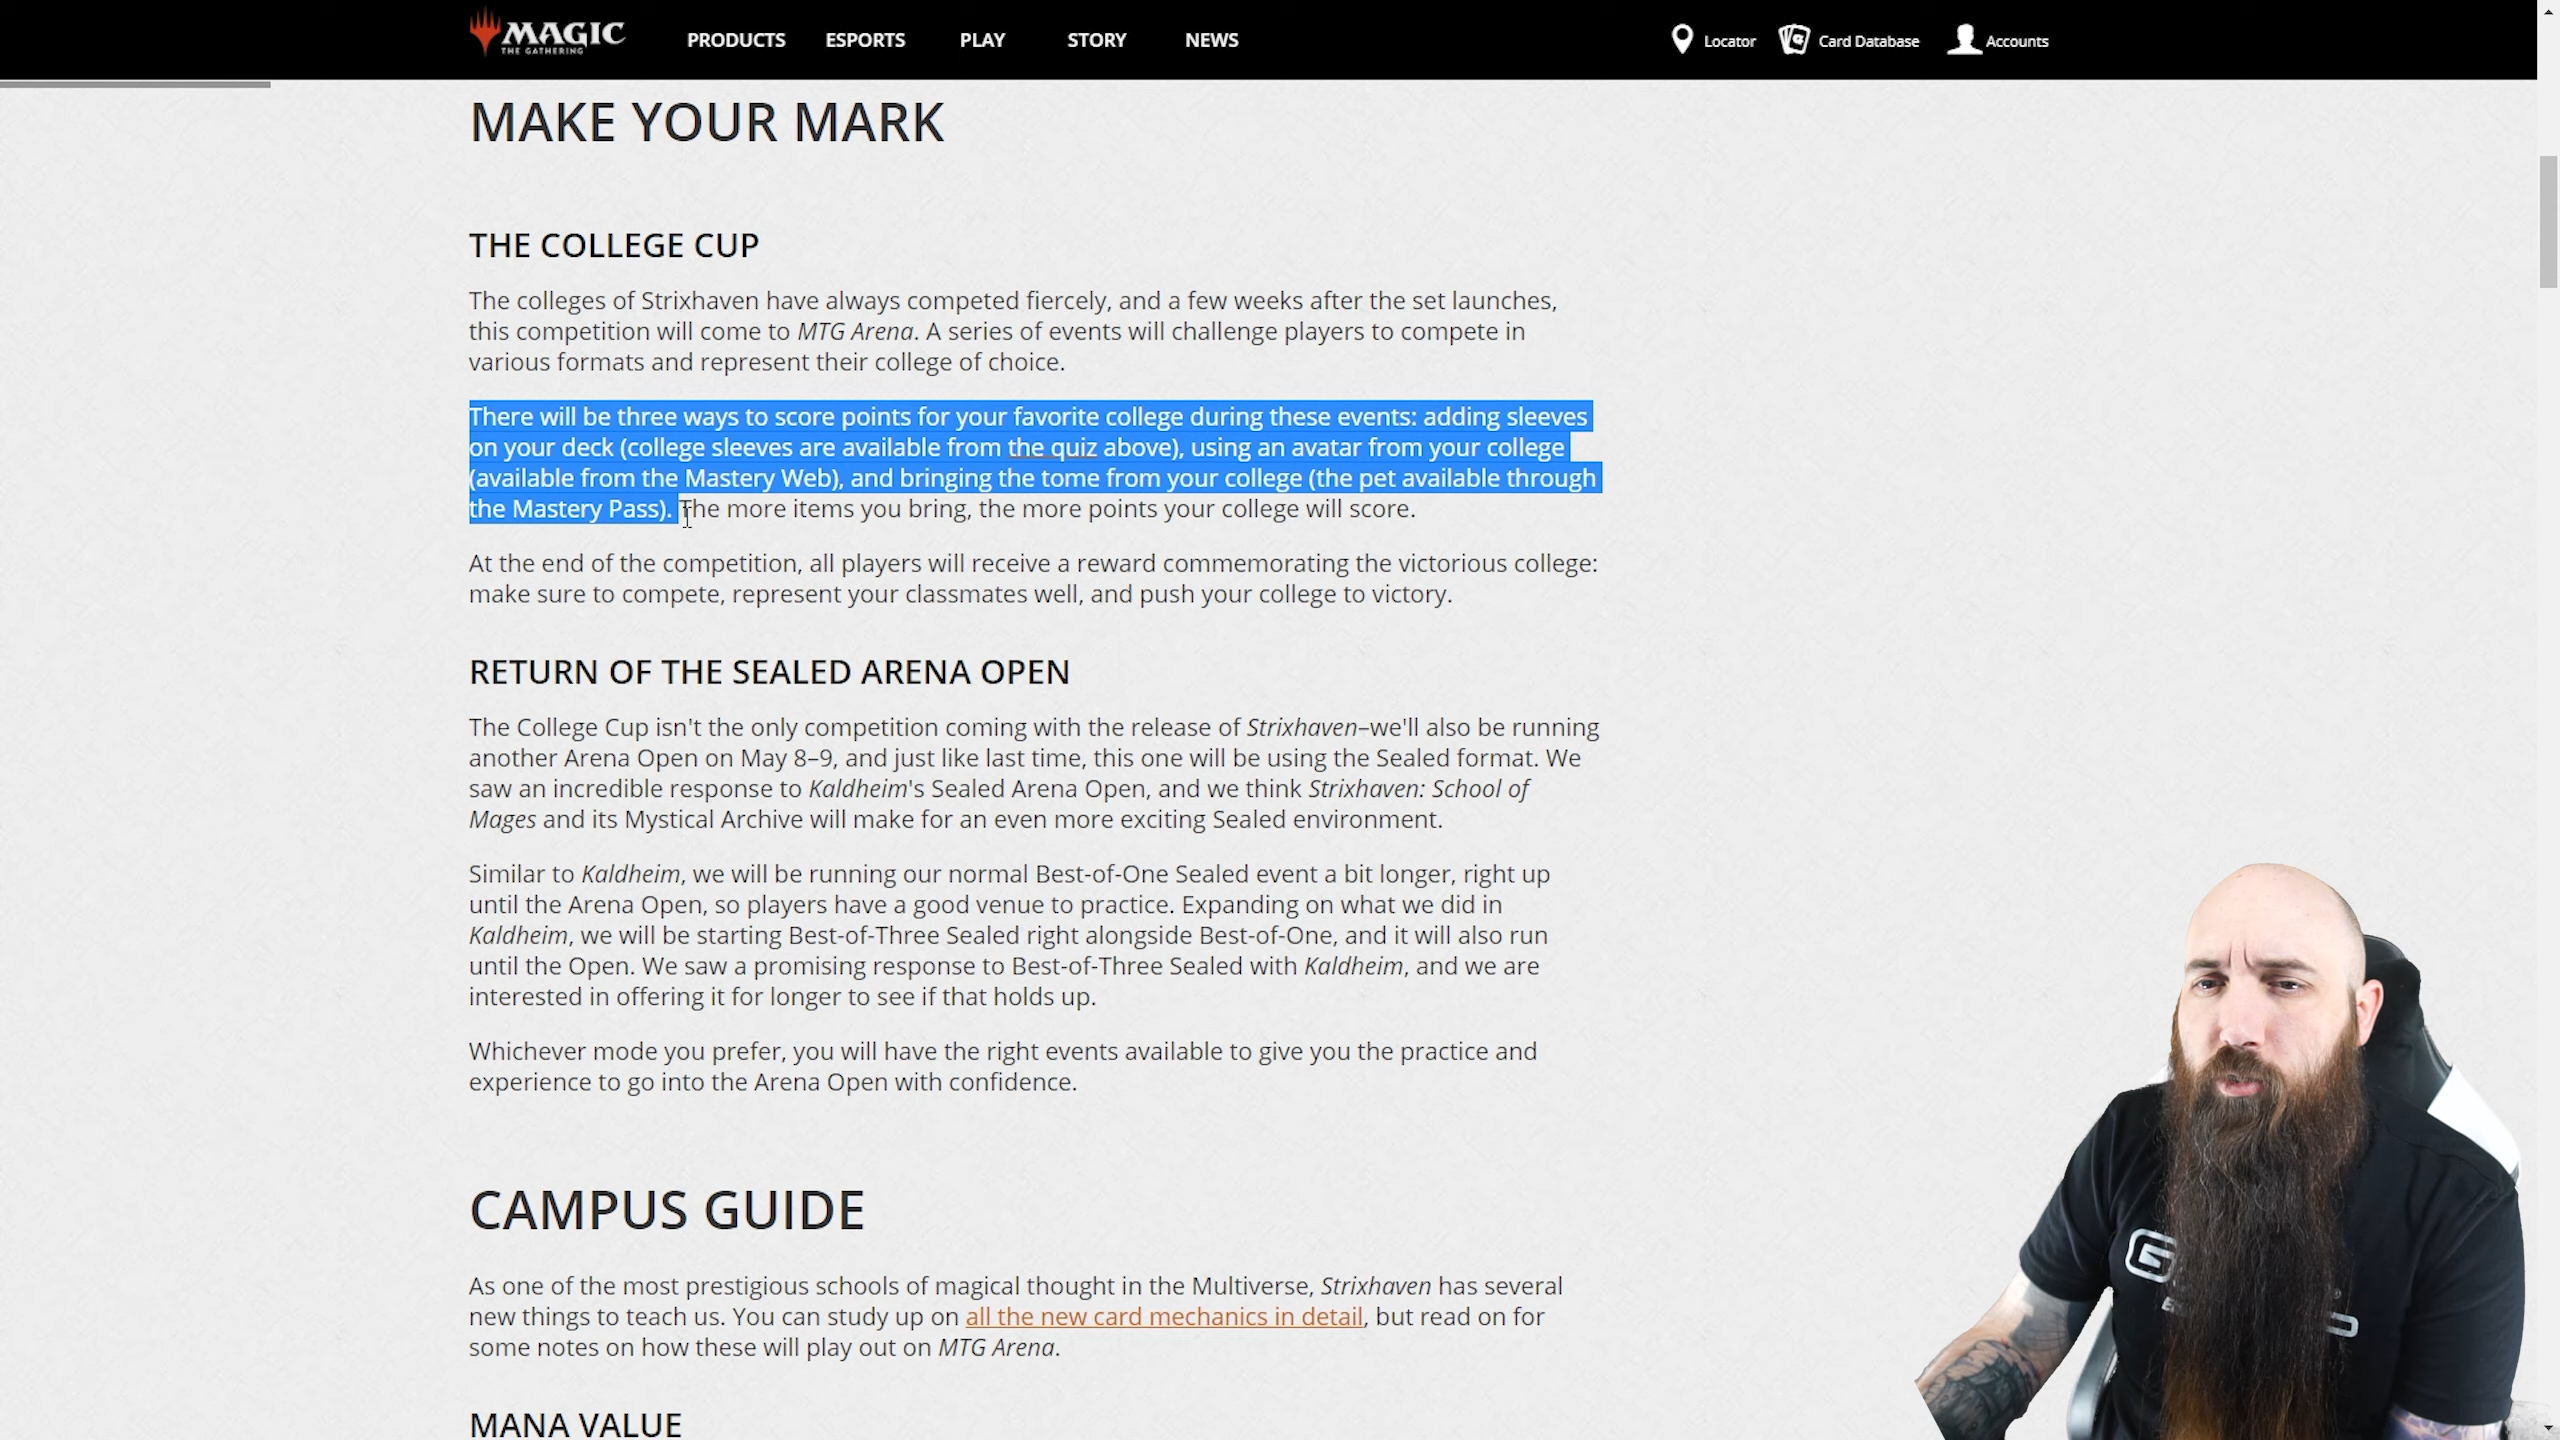 MAGIC
THE GATHERING
PRODUCTS
ESPORTS
PLAY
STORY
NEWS
Locator
Card Database
Accounts
MAKE YOUR MARK
THE COLLEGE CUP
The colleges of Strixhaven have always competed fiercely, and a few weeks after the set launches,
this competition will come to MTG Arena. A series of events will challenge players to compete in
various formats and represent their college of choice.
There will be three ways to score points for your favorite college during these events: adding sleeves
on your deck (college sleeves are available from the quiz above), using an avatar from your college
(available from the Mastery Web), and bringing the tome from your college (the pet available through
the Mastery Pass). The more items you bring, the more points your college will score.
At the end of the competition, all players will receive a reward commemorating the victorious college:
make sure to compete, represent your classmates well, and push your college to victory.
RETURN OF THE SEALED ARENA OPEN
The College Cup isn't the only competition coming with the release of Strixhaven–we'll also be running
another Arena Open on May 8–9, and just like last time, this one will be using the Sealed format. We
saw an incredible response to Kaldheim's Sealed Arena Open, and we think Strixhaven: School of
Mages and its Mystical Archive will make for an even more exciting Sealed environment.
Similar to Kaldheim, we will be running our normal Best-of-One Sealed event a bit longer, right up
until the Arena Open, so players have a good venue to practice. Expanding on what we did in
Kaldheim, we will be starting Best-of-Three Sealed right alongside Best-of-One, and it will also run
until the Open. We saw a promising response to Best-of-Three Sealed with Kaldheim, and we are
interested in offering it for longer to see if that holds up.
Whichever mode you prefer, you will have the right events available to give you the practice and
experience to go into the Arena Open with confidence.
CAMPUS GUIDE
As one of the most prestigious schools of magical thought in the Multiverse, Strixhaven has several
new things to teach us. You can study up on all the new card mechanics in detail, but read on for
some notes on how these will play out on MTG Arena.
MANA VALUE